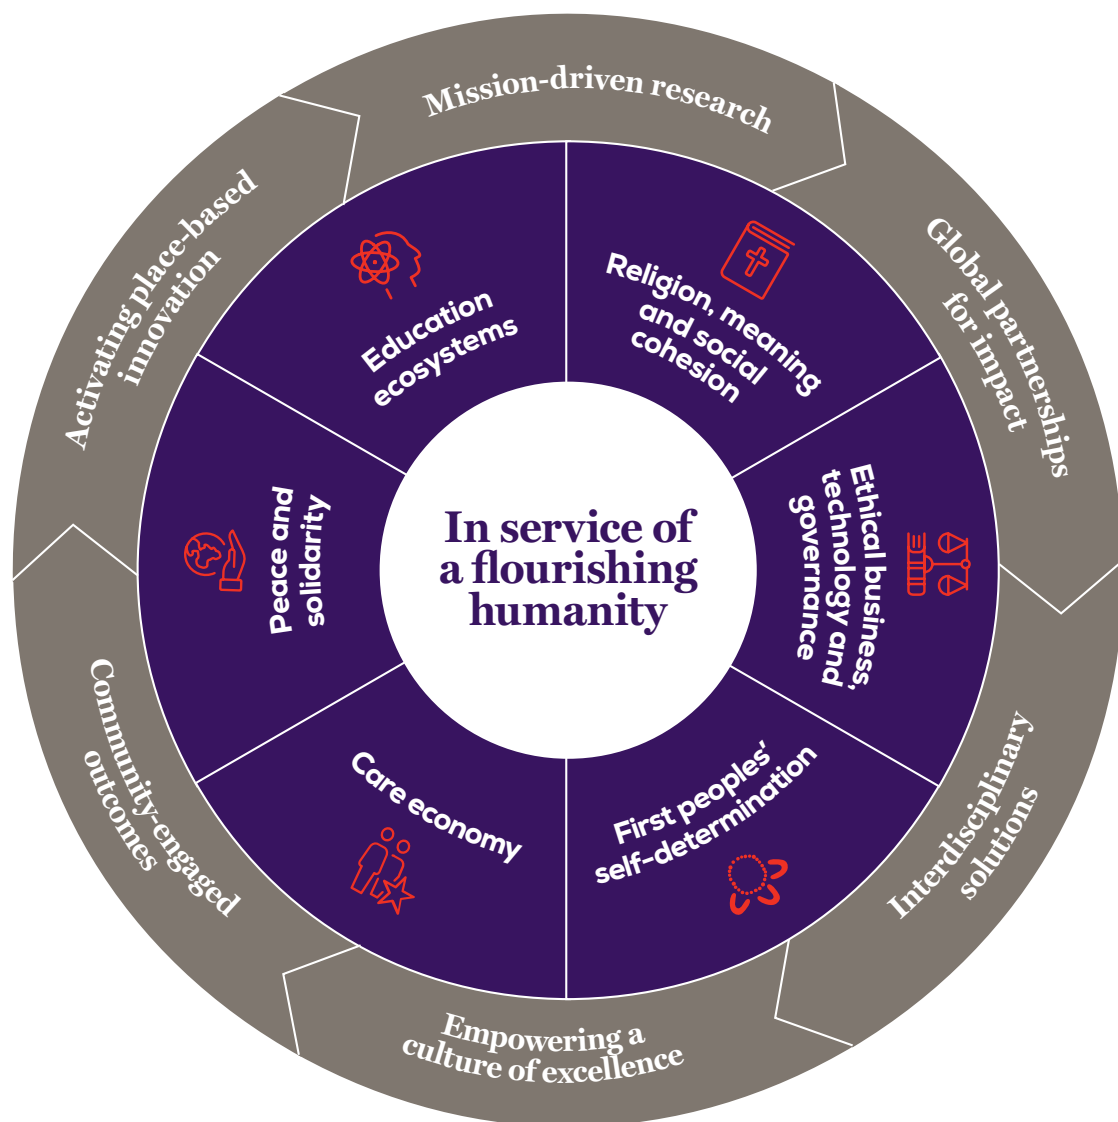 Mission-driven research
Global partnerships
for impact
Interdisciplinary
solutions
Empowering a
culture of excellence
Community-engaged
outcomes
Activating place-based
innovation
Education
ecosystems
Religion, meaning
and social
cohesion
Ethical business,
technology and
governance
First peoples’
self-determination
Care economy
Peace and
solidarity
In service of
a flourishing
humanity